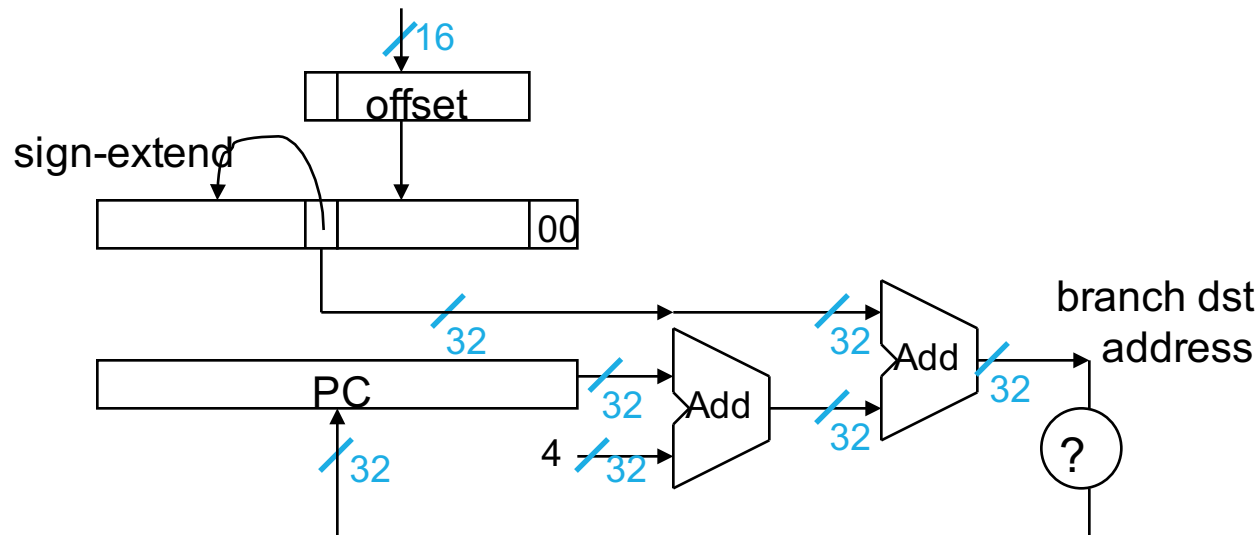 16
offset
sign-extend
00
32
32
branch dst
address
Add
32
PC
32
Add
32
4
32
32
?